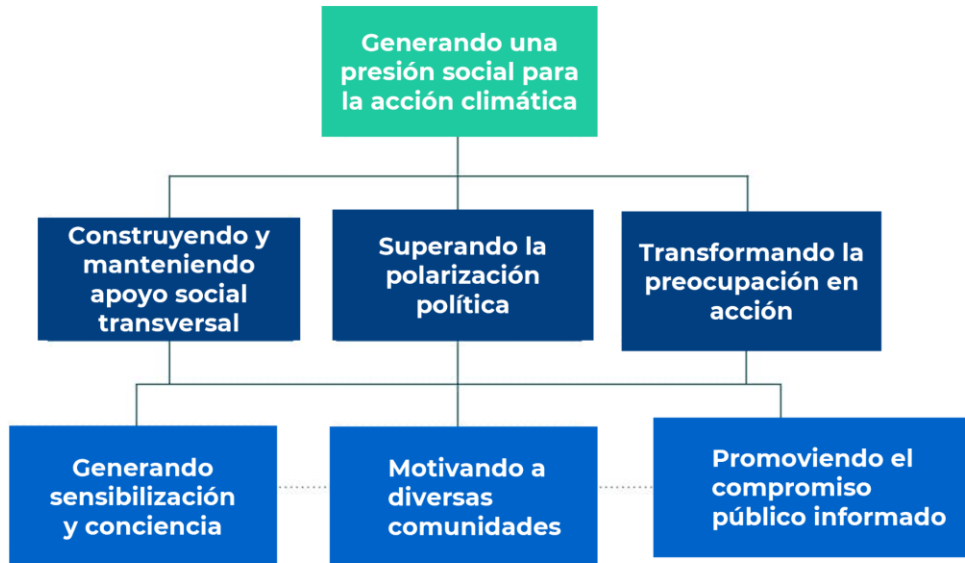 Generando una
presión social para
la acción climática
Construyendo y
manteniendo
apoyo social
transversal
Superando la
polarización
política
Transformando la
preocupación en
acción
Generando
sensibilización
y conciencia
Motivando a
diversas
comunidades
Promoviendo el
compromiso
público informado